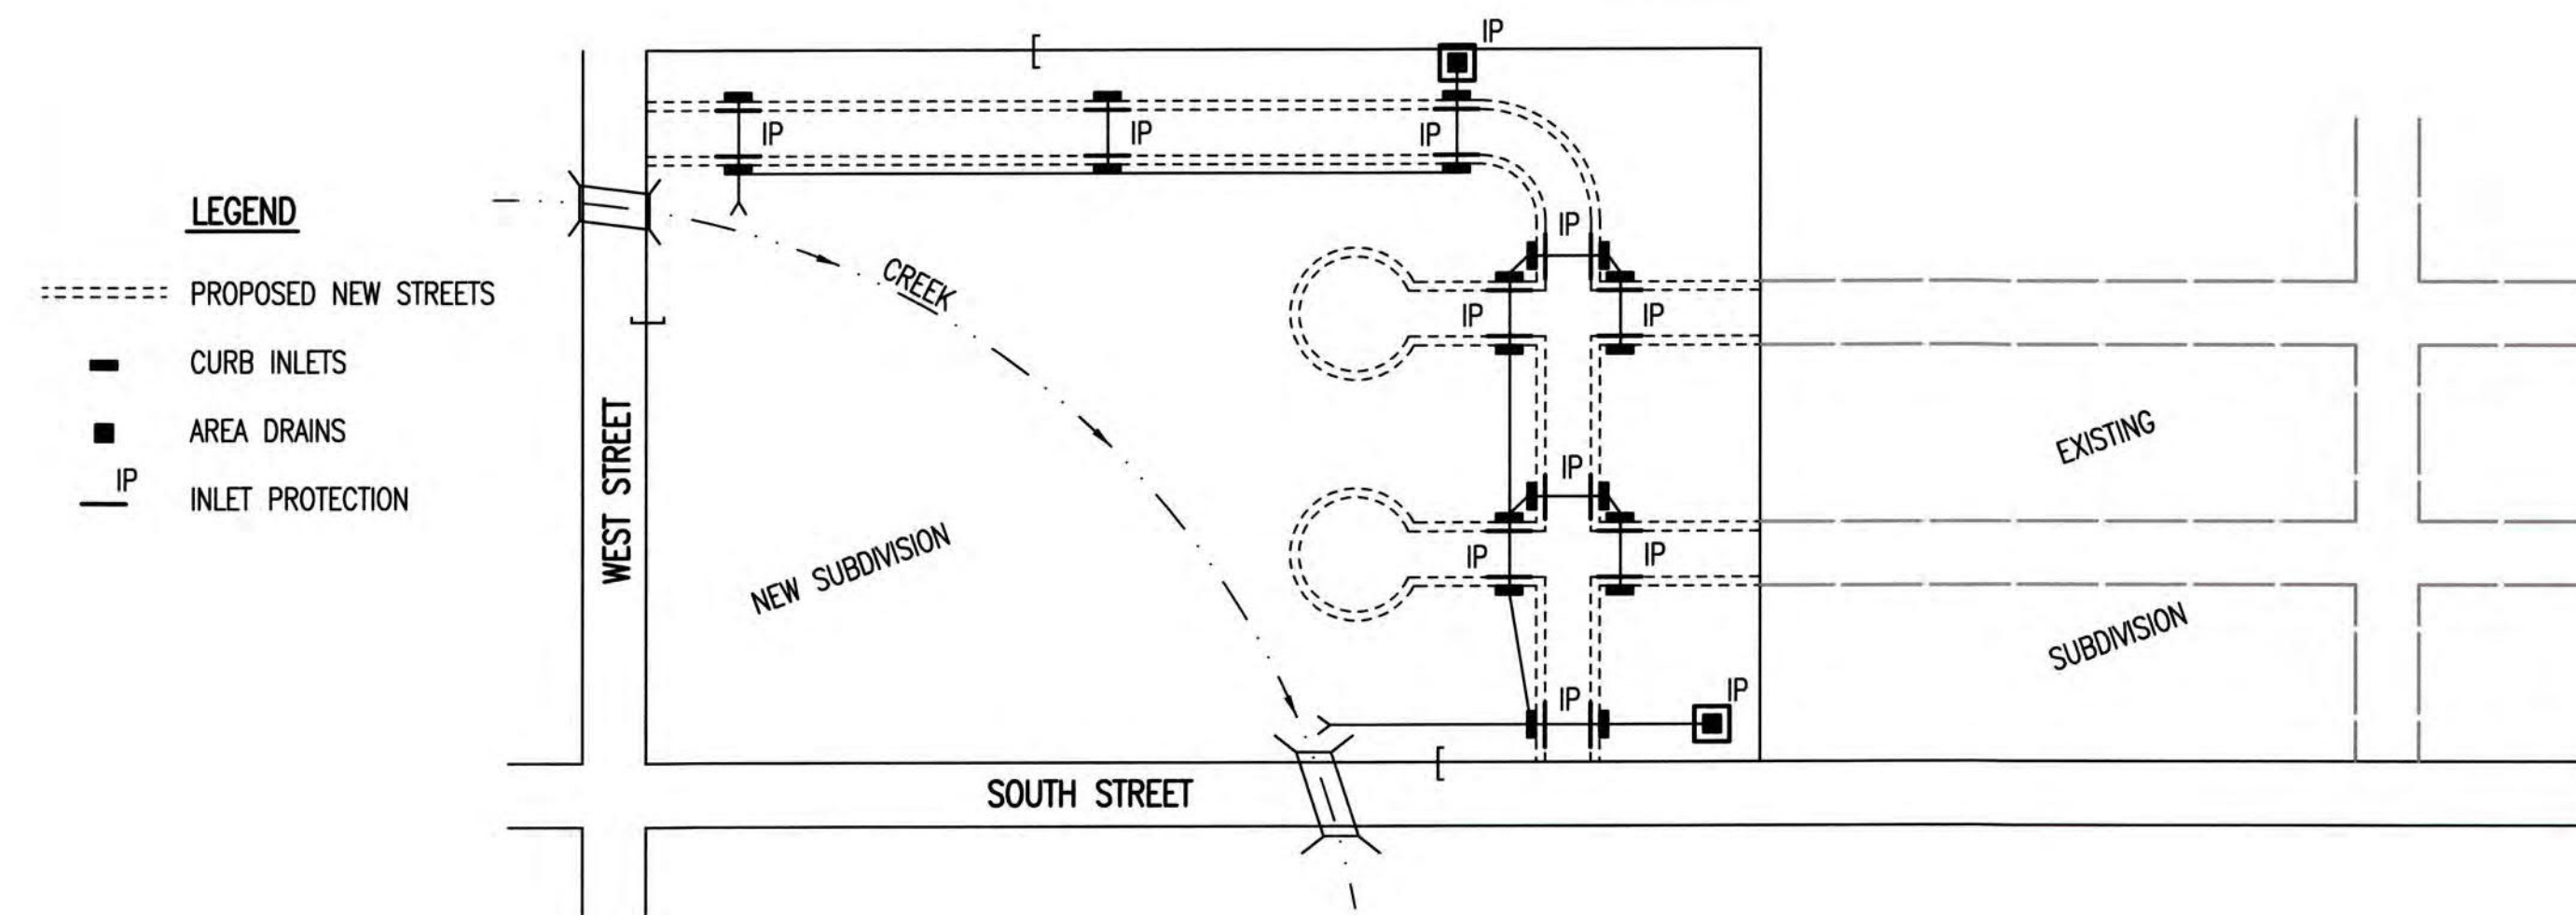 IP
IP
IP
IP
LEGEND
PROPOSED NEW STREETS
CURB INLETS
AREA DRAINS
IP
INLET PROTECTION
WEST STREET
CREEK
NEW SUBDIVISION
SOUTH STREET
IP
IP
IP
IP
IP
IP
IP
IP
EXISTING
SUBDIVISION